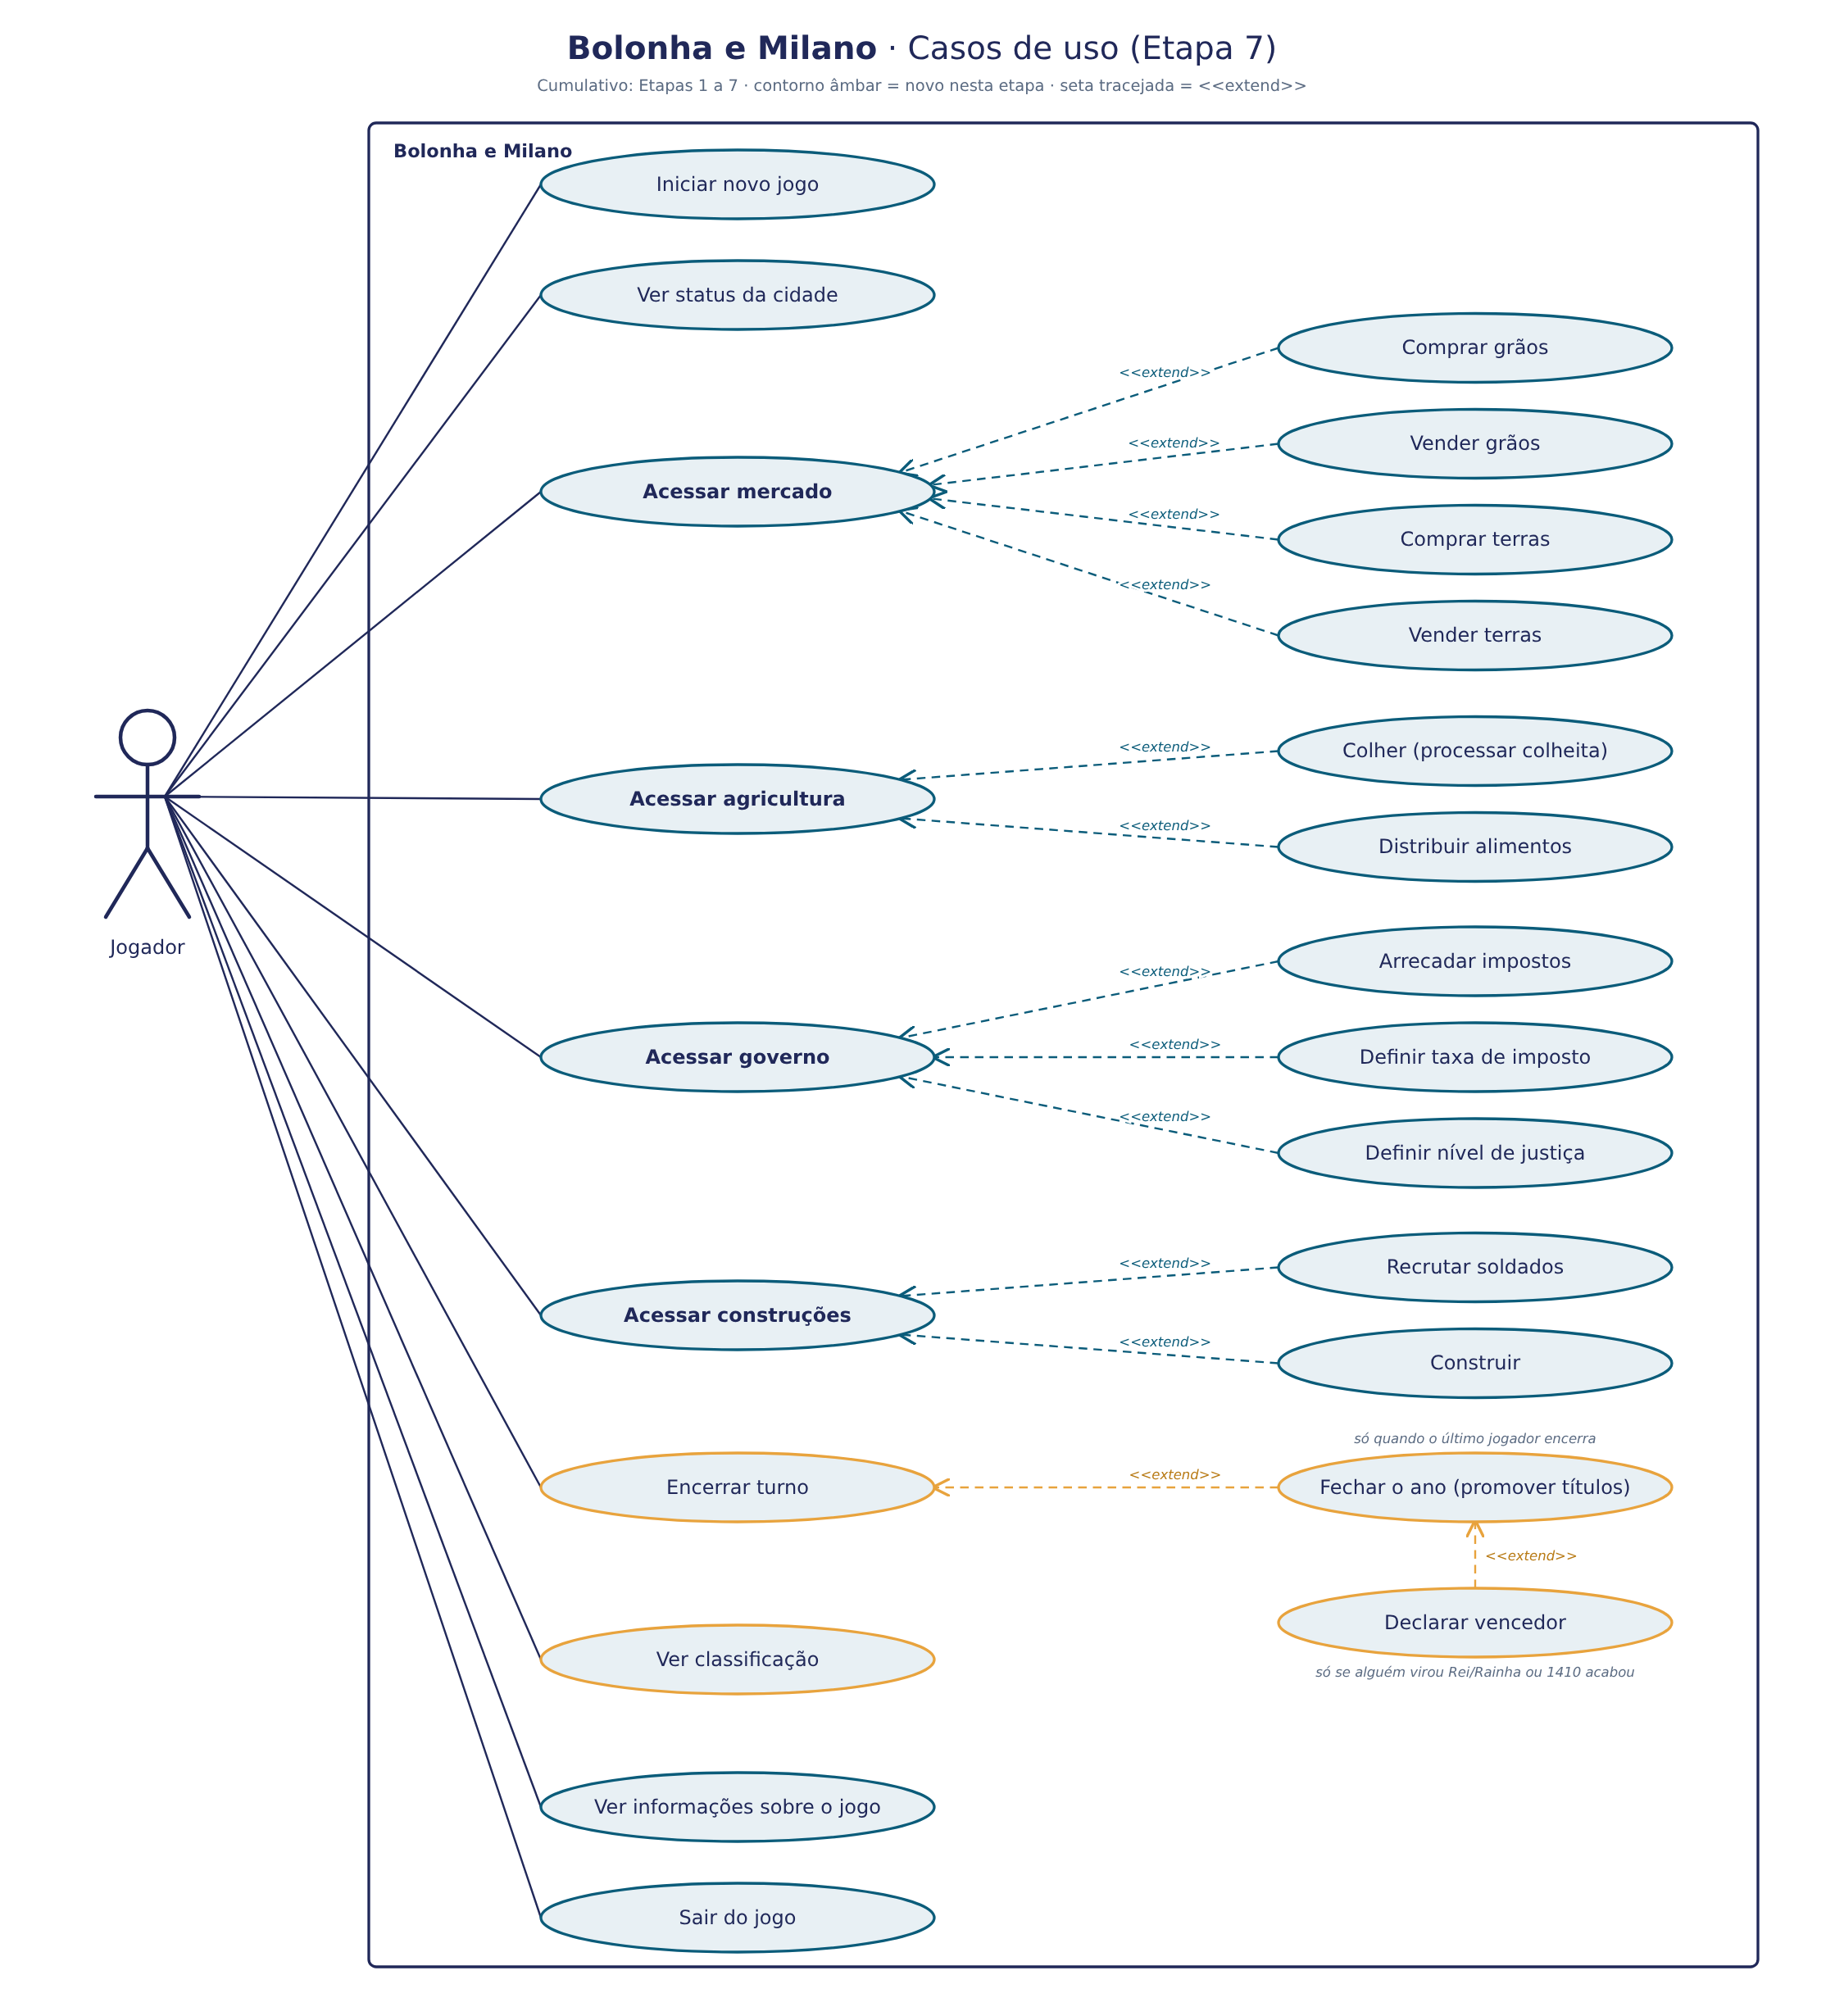 Bolonha e Milano · Casos de uso (Etapa 7)
Cumulativo: Etapas 1 a 7 · contorno âmbar = novo nesta etapa · seta tracejada = <<extend>>
Bolonha e Milano
Iniciar novo jogo
Ver status da cidade
Comprar grãos
<<extend>>
Vender grãos
<<extend>>
Acessar mercado
<<extend>>
Comprar terras
<<extend>>
Vender terras
<<extend>>
Colher (processar colheita)
Acessar agricultura
<<extend>>
Distribuir alimentos
Jogador
<<extend>>
Arrecadar impostos
<<extend>>
Acessar governo
Definir taxa de imposto
<<extend>>
Definir nível de justiça
<<extend>>
Recrutar soldados
Acessar construções
<<extend>>
Construir
só quando o último jogador encerra
<<extend>>
Encerrar turno
Fechar o ano (promover títulos)
<<extend>>
Declarar vencedor
Ver classificação
só se alguém virou Rei/Rainha ou 1410 acabou
Ver informações sobre o jogo
Sair do jogo